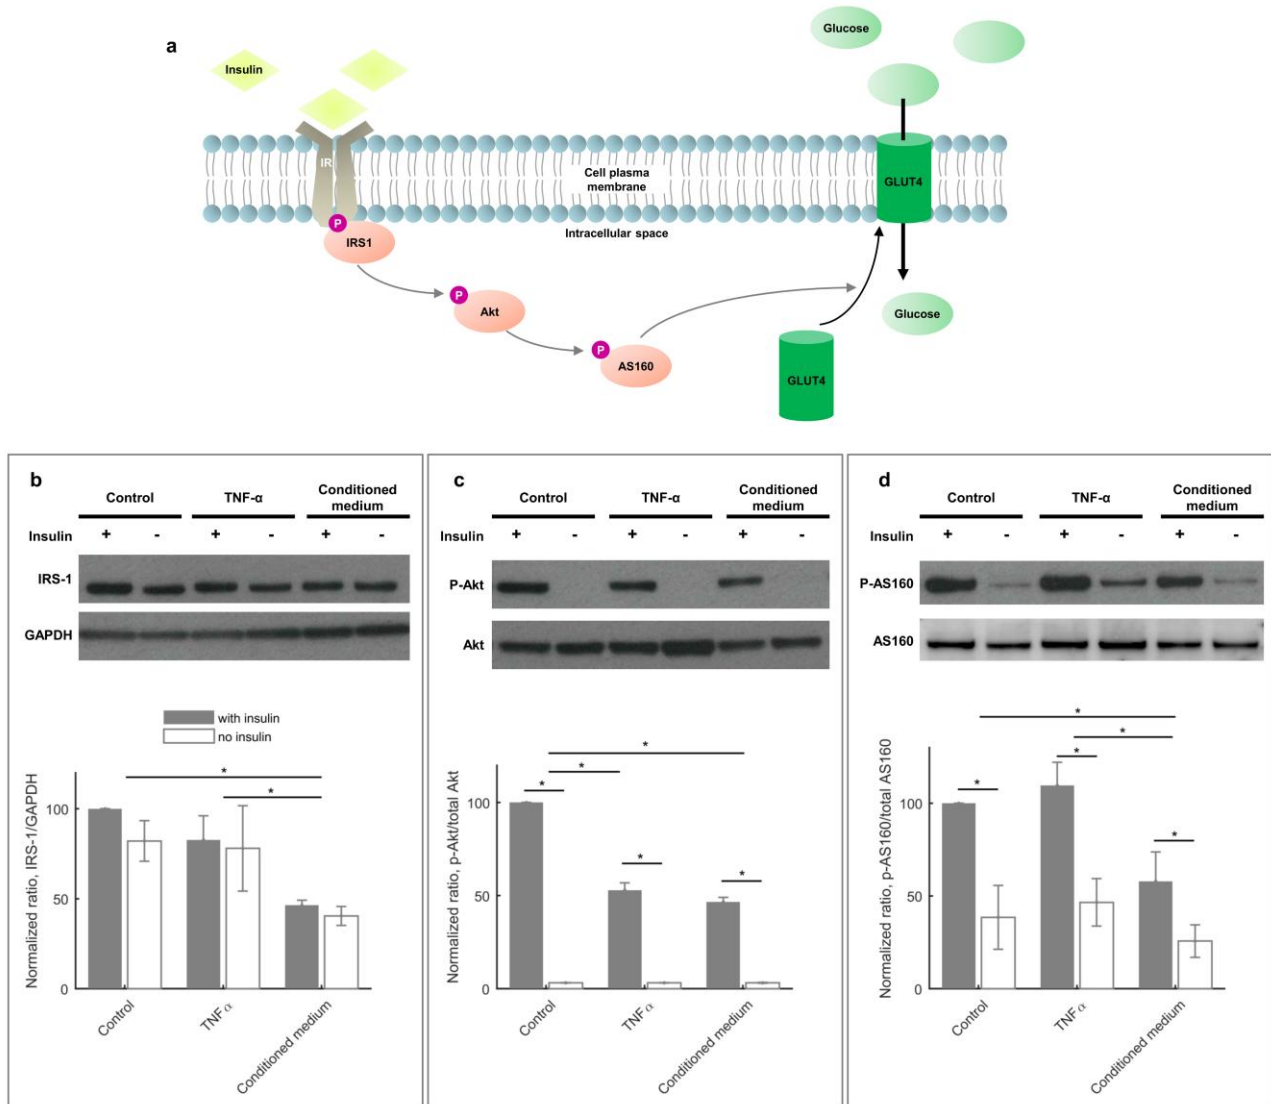 a
Glucose
Insulin
IR
Cell plasma
membrane
GLUT4
P
IRS1
Intracellular space
P
Akt
Glucose
P
AS160
GLUT4
b
Control
TNF-α
Conditioned
medium
Insulin
+ - + - + -
IRS-1
GAPDH
with insulin
no insulin
Normalized ratio, IRS-1/GAPDH
100
50
0
*
*
Control
TNFα
Conditioned medium
c
Control
TNF-α
Conditioned
medium
Insulin
+ - + - + -
P-Akt
Akt
Normalized ratio, p-Akt/total Akt
100
50
0
*
*
*
*
*
Control
TNFα
Conditioned medium
d
Control
TNF-α
Conditioned
medium
Insulin
+ - + - + -
P-AS160
AS160
Normalized ratio, p-AS160/total AS160
100
50
0
*
*
*
*
*
Control
TNFα
Conditioned medium